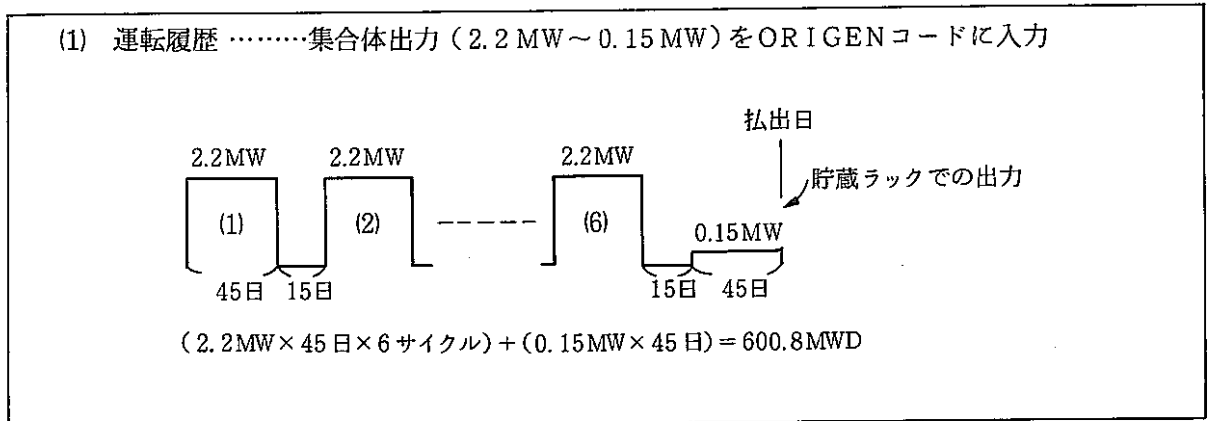 (1) 運転履歴 ………集合体出力(2.2MW～0.15MW)をORIGENコードに入力
払出日
2.2MW 2.2MW 2.2MW
貯蔵ラックでの出力
(1) (2) (6) 0.15MW
45日 15日 15日 45日
(2.2MW×45日×6サイクル)+(0.15MW×45日)=600.8MWD